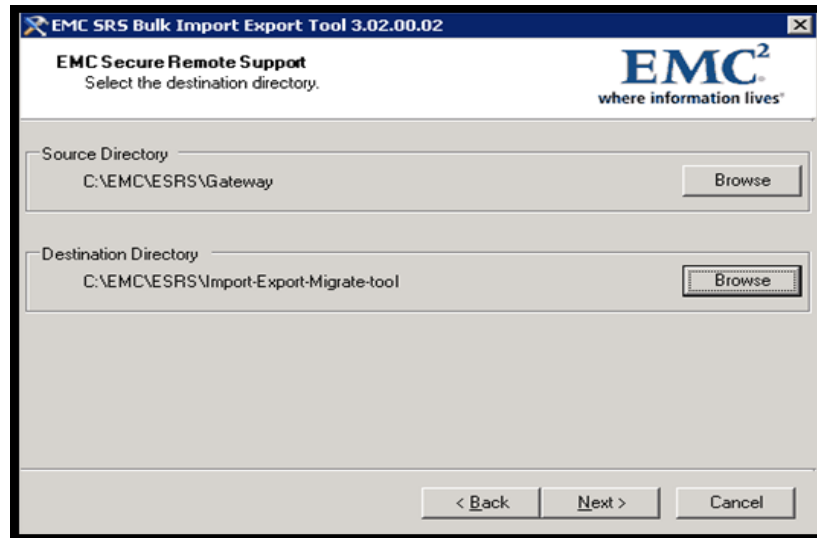 EMC SRS Bulk Import Export Tool 3.02.00.02
EMC Secure Remote Support
Select the destination directory.
EMC²
where information lives®
Source Directory
C:\EMC\ESRS\Gateway
Browse
Destination Directory
C:\EMC\ESRS\Import-Export-Migrate-tool
Browse
< Back
Next >
Cancel